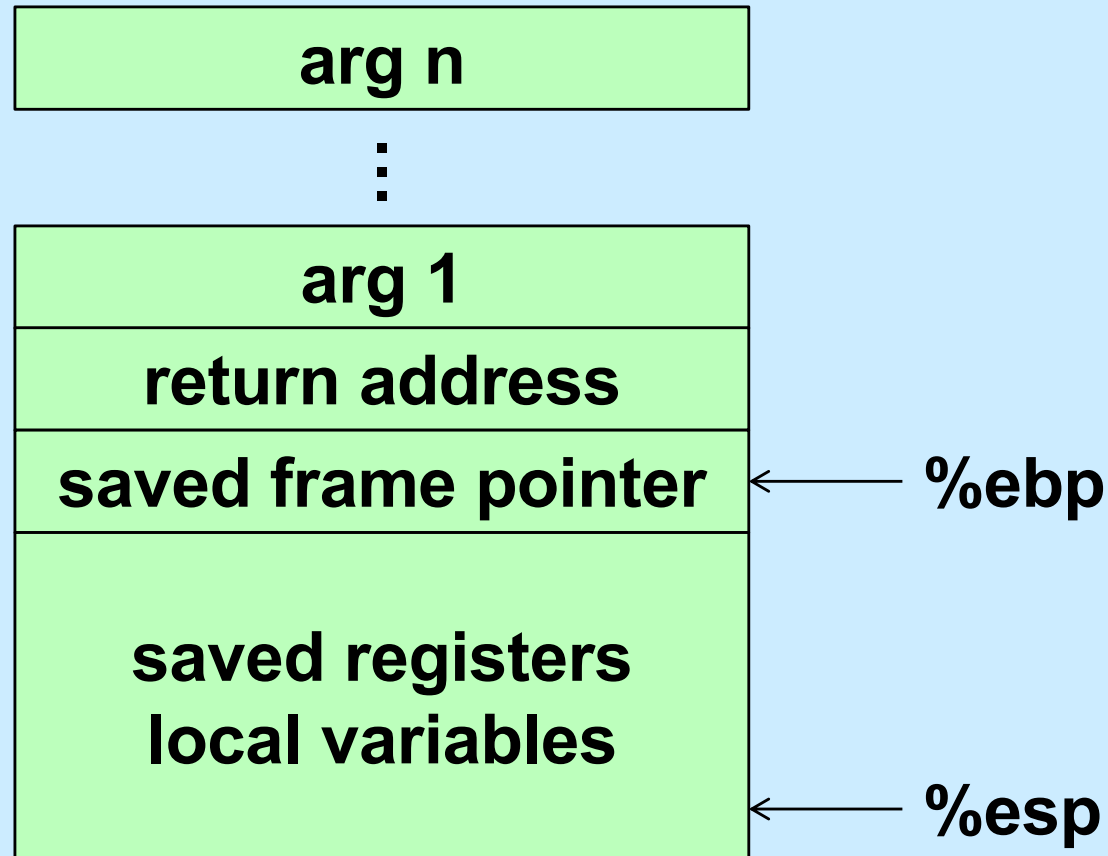 arg n
⋮
arg 1
return address
saved frame pointer
%ebp
saved registers
local variables
%esp